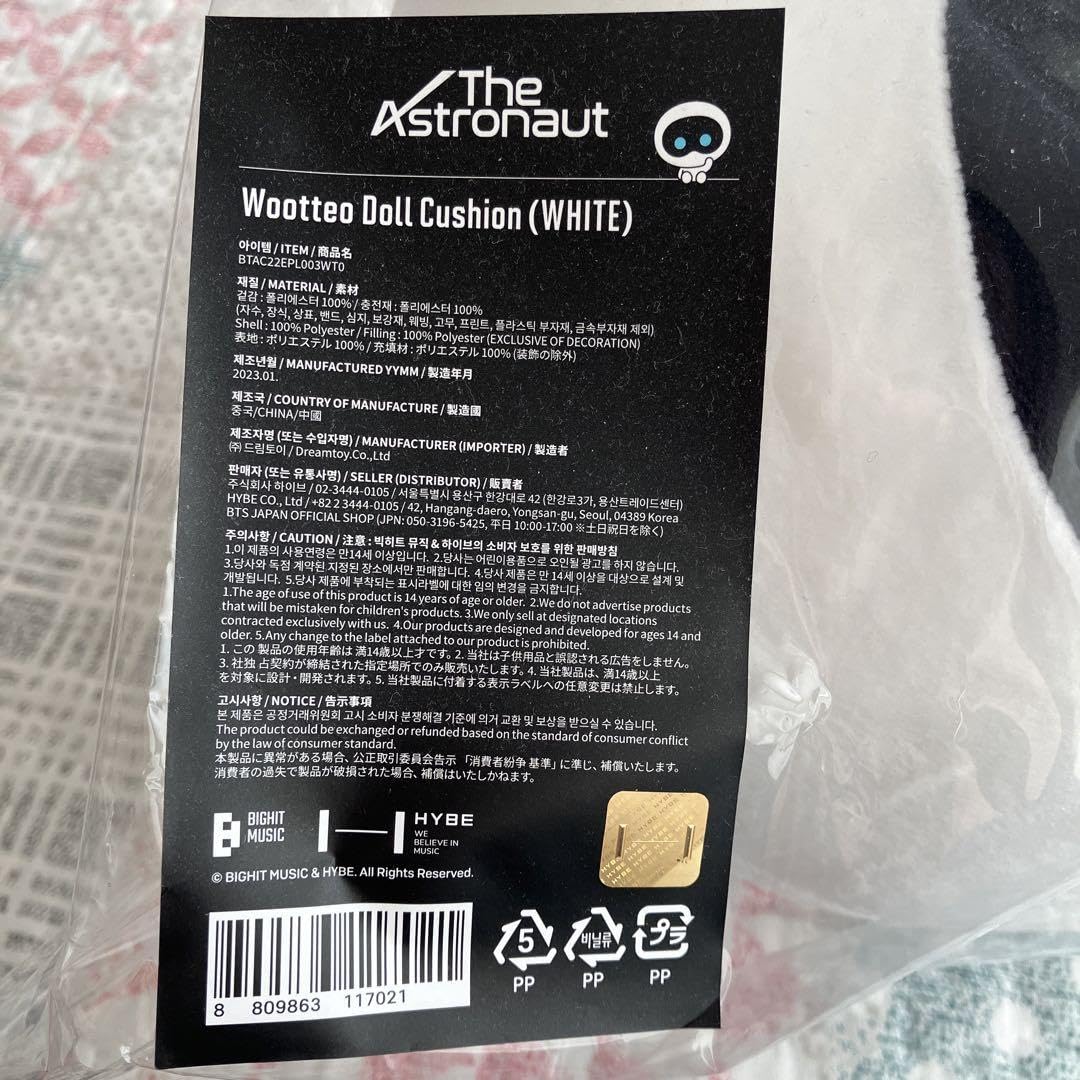 The
Astronaut
Wootteo Doll Cushion (WHITE)
아이템 / ITEM / 商品名
BTAC22EPL003WT0
재질 / MATERIAL / 素材
겉감 : 폴리에스터 100% / 충전재 : 폴리에스터 100%
(자수, 장식, 상표, 밴드, 심지, 보강재, 웨빙, 고무, 프린트, 플라스틱 부자재, 금속부자재 제외)
Shell : 100% Polyester / Filling : 100% Polyester (EXCLUSIVE OF DECORATION)
表地 : ポリエステル 100% / 充填材 : ポリエステル 100% (装飾の除外)
제조년월 / MANUFACTURED YYMM / 製造年月
2023.01.
제조국 / COUNTRY OF MANUFACTURE / 製造國
중국/CHINA/中國
제조자명 (또는 수입자명) / MANUFACTURER (IMPORTER) / 製造者
㈜ 드림토이 / Dreamtoy.Co.,Ltd
판매자 (또는 유통사명) / SELLER (DISTRIBUTOR) / 販賣者
주식회사 하이브 / 02-3444-0105 / 서울특별시 용산구 한강대로 42 (한강로3가, 용산트레이드센터)
HYBE CO., Ltd / +82 2 3444-0105 / 42, Hangang-daero, Yongsan-gu, Seoul, 04389 Korea
BTS JAPAN OFFICIAL SHOP (JPN: 050-3196-5425, 平日 10:00-17:00 ※土日祝日を除く)
주의사항 / CAUTION / 注意 : 빅히트 뮤직 & 하이브의 소비자 보호를 위한 판매방침
1.이 제품의 사용연령은 만14세 이상입니다. 2.당사는 어린이용품으로 오인될 광고를 하지 않습니다.
3.당사와 독점 계약된 지정된 장소에서만 판매합니다. 4.당사 제품은 만 14세 이상을 대상으로 설계 및
개발됩니다. 5.당사 제품에 부착되는 표시라벨에 대한 임의 변경을 금지합니다.
1.The age of use of this product is 14 years of age or older. 2.We do not advertise products
that will be mistaken for children's products. 3.We only sell at designated locations
contracted exclusively with us. 4.Our products are designed and developed for ages 14 and
older. 5.Any change to the label attached to our product is prohibited.
1. この 製品の使用年齢は 満14歳以上才です。 2. 当社は子供用品と誤認される広告をしません。
3. 社独 占契約が締結された指定場所でのみ販売いたします。 4. 当社製品は、満14歳以上
を対象に設計・開発されます。 5. 当社製品に付着する表示ラベルへの任意変更は禁止します。
고시사항 / NOTICE / 告示事項
본 제품은 공정거래위원회 고시 소비자 분쟁해결 기준에 의거 교환 및 보상을 받으실 수 있습니다.
The product could be exchanged or refunded based on the standard of consumer conflict
by the law of consumer standard.
本製品に異常がある場合、公正取引委員会告示 「消費者紛争 基準」に準じ、補償いたします。
消費者の過失で製品が破損された場合、補償はいたしかねます。
BIGHIT
MUSIC
HYBE
WE
BELIEVE IN
MUSIC
© BIGHIT MUSIC & HYBE. All Rights Reserved.
8 809863 117021
5
PP
비닐류
PP
プラ
PP